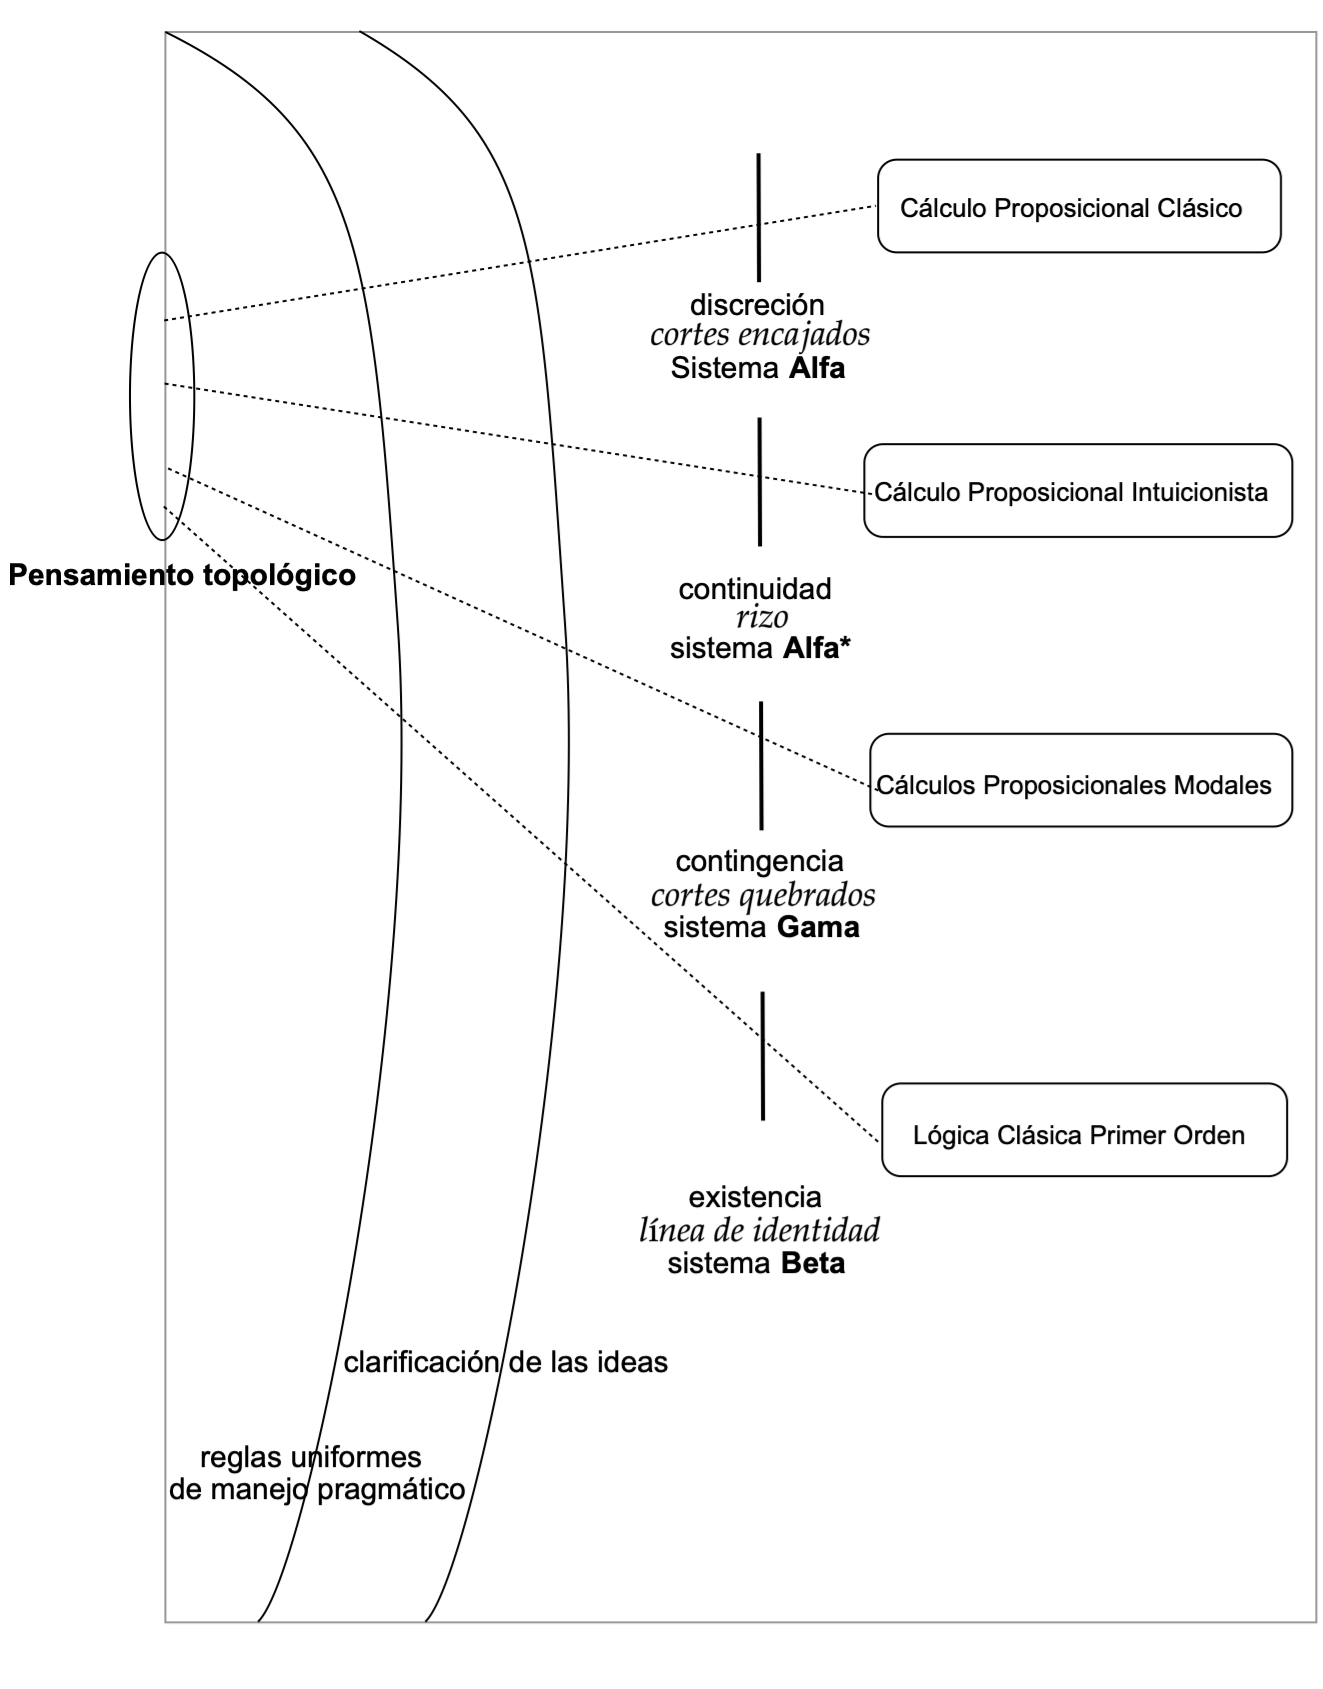 Cálculo Proposicional Clásico
discreción
cortes encajados
Sistema Alfa
Cálculo Proposicional Intuicionista
Pensamiento topológico
continuidad
rizo
sistema Alfa*
Cálculos Proposicionales Modales
contingencia
cortes quebrados
sistema Gama
Lógica Clásica Primer Orden
existencia
línea de identidad
sistema Beta
clarificación de las ideas
reglas uniformes
de manejo pragmático